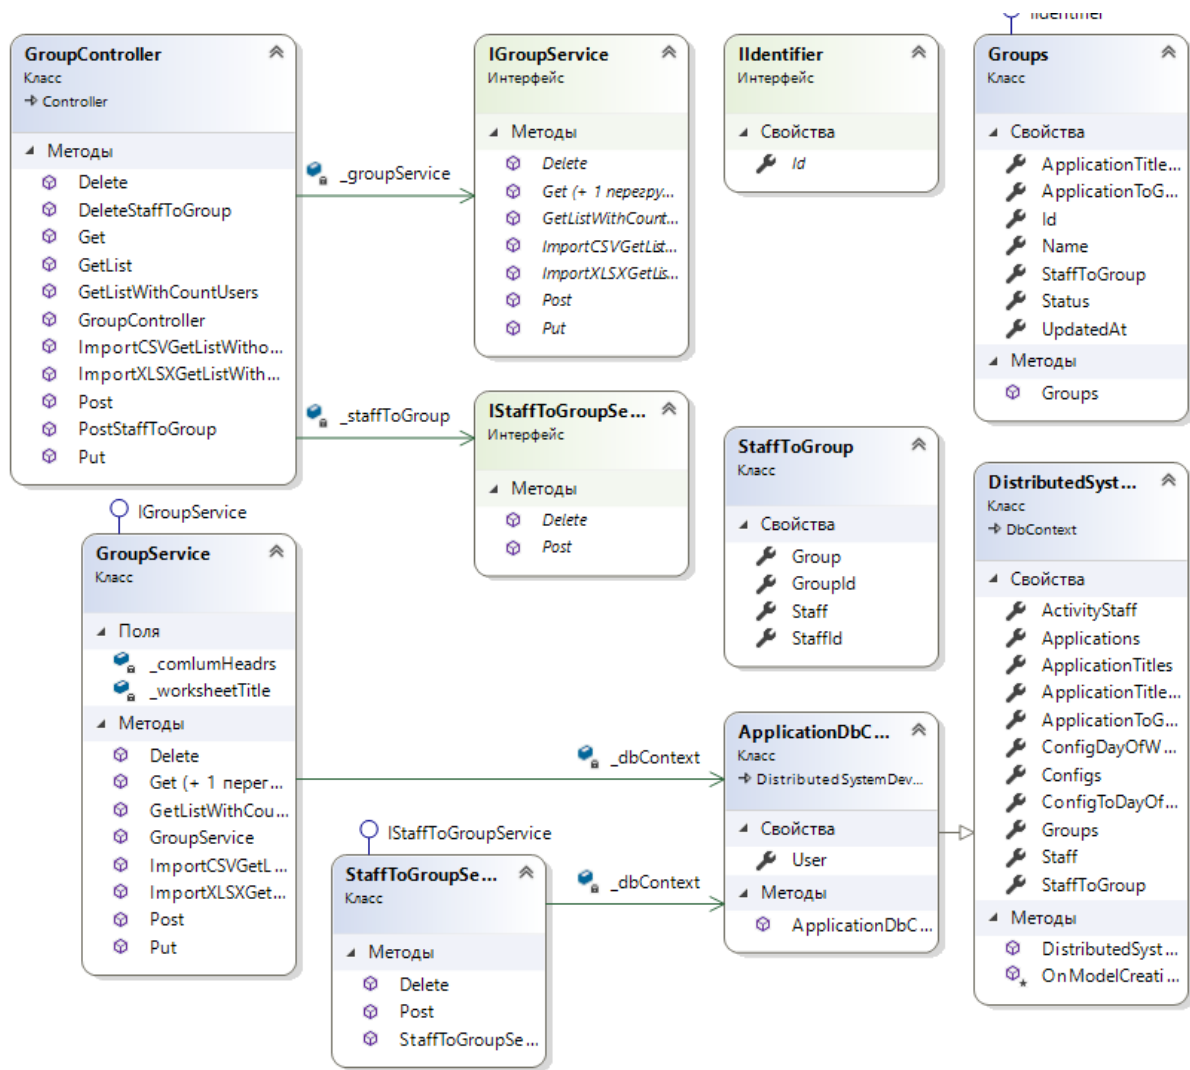 GroupController
Класс
Controller
Методы
Delete
DeleteStaffToGroup
Get
GetList
GetListWithCountUsers
GroupController
ImportCSVGetListWitho...
ImportXLSXGetListWith...
Post
PostStaffToGroup
Put
_groupService
_staffToGroup
IGroupService
Интерфейс
Методы
Delete
Get (+ 1 перегру...
GetListWithCount...
ImportCSVGetList...
ImportXLSXGetLis...
Post
Put
IIdentifier
Интерфейс
Свойства
Id
IIdentifier
Groups
Класс
Свойства
ApplicationTitle...
ApplicationToG...
Id
Name
StaffToGroup
Status
UpdatedAt
Методы
Groups
IStaffToGroupSe...
Интерфейс
Методы
Delete
Post
StaffToGroup
Класс
Свойства
Group
GroupId
Staff
StaffId
DistributedSyst...
Класс
DbContext
Свойства
ActivityStaff
Applications
ApplicationTitles
ApplicationTitle...
ApplicationToG...
ConfigDayOfW...
Configs
ConfigToDayOf...
Groups
Staff
StaffToGroup
Методы
DistributedSyst...
OnModelCreati...
IGroupService
GroupService
Класс
Поля
_comlumHeadrs
_worksheetTitle
Методы
Delete
Get (+ 1 перег...
GetListWithCou...
GroupService
ImportCSVGetL...
ImportXLSXGet...
Post
Put
_dbContext
ApplicationDbC...
Класс
DistributedSystemDev...
Свойства
User
Методы
ApplicationDbC...
IStaffToGroupService
StaffToGroupSe...
Класс
Методы
Delete
Post
StaffToGroupSe...
_dbContext